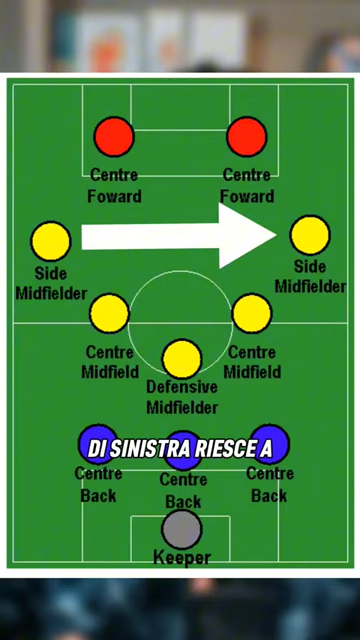 Centre
Foward
Centre
Foward
Side
Midfielder
Side
Midfielder
Centre
Midfield
Centre
Midfield
Defensive
Midfielder
DI SINISTRA RIESCE A
Centre
Back
Centre
Back
Centre
Back
Keeper